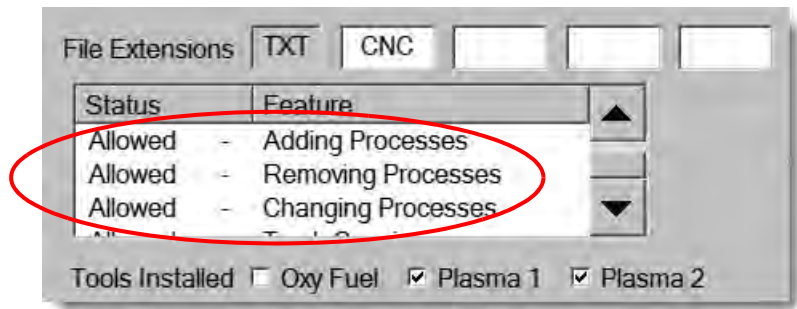 File Extensions TXT CNC
Status Feature
Allowed - Adding Processes
Allowed - Removing Processes
Allowed - Changing Processes
Tools Installed Oxy Fuel Plasma 1 Plasma 2